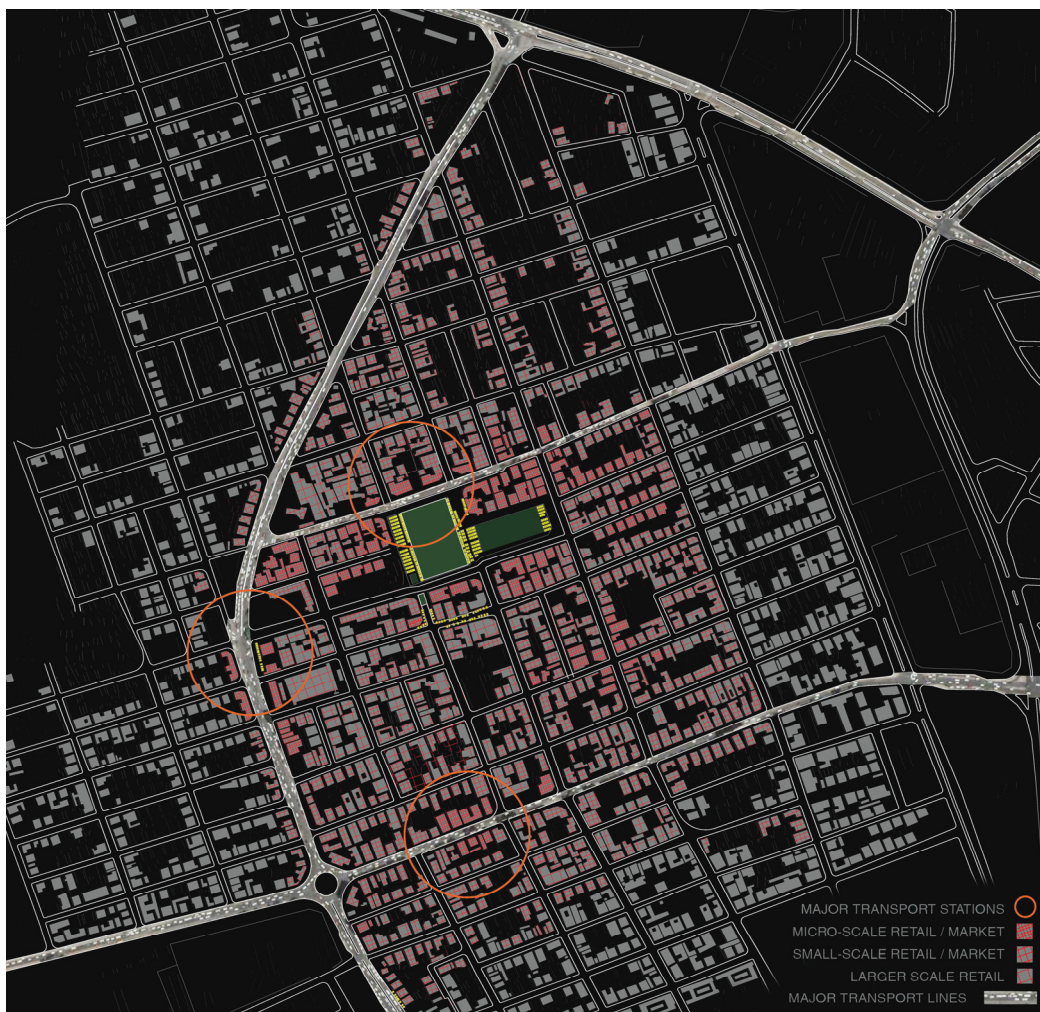 MAJOR TRANSPORT STATIONS
MICRO-SCALE RETAIL / MARKET
SMALL-SCALE RETAIL / MARKET
LARGER SCALE RETAIL
MAJOR TRANSPORT LINES